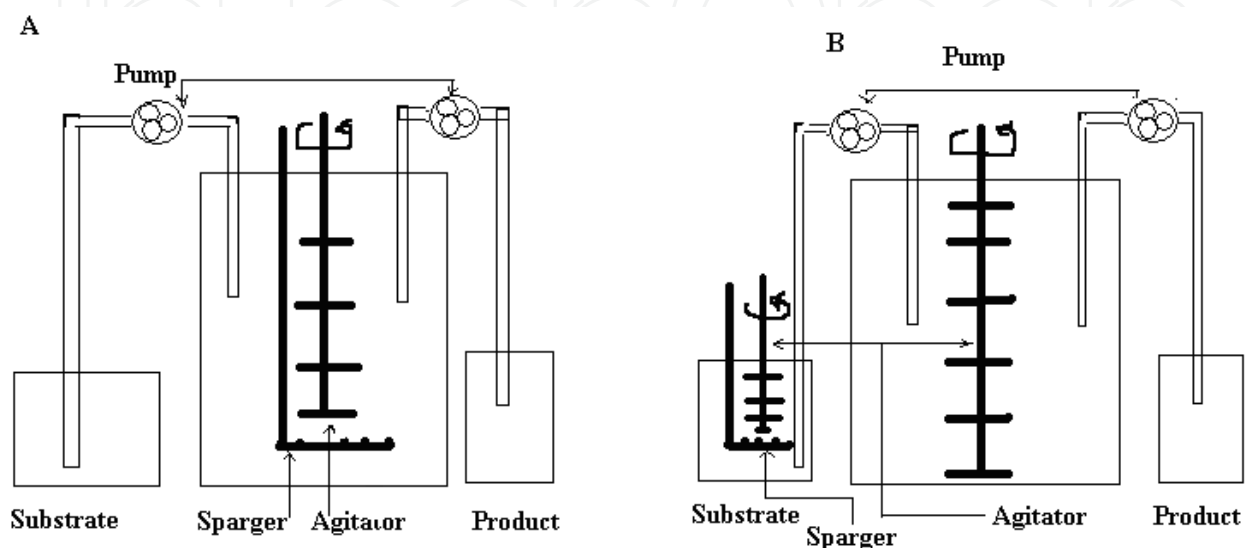 A
Pump
Substrate
Sparger
Agitator
Product
B
Pump
Substrate
Sparger
Agitator
Product